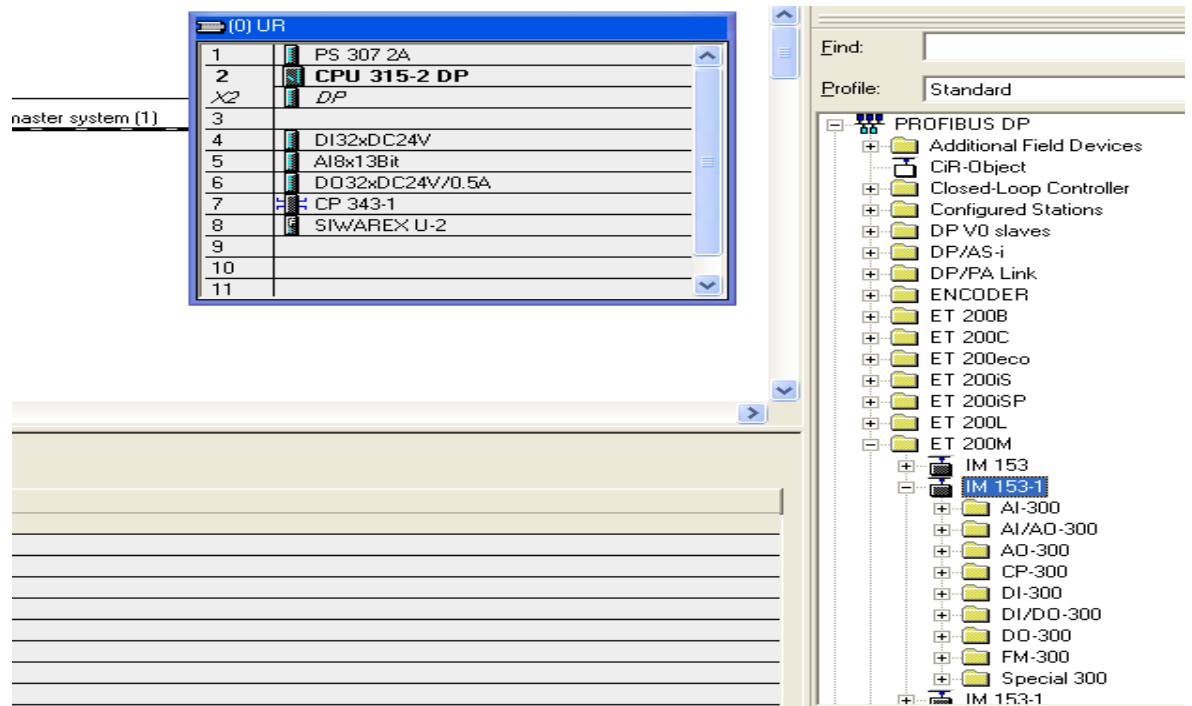 (0) UR
1 PS 307 2A
2 CPU 315-2 DP
X2 DP
3
4 DI32xDC24V
5 AI8x13Bit
6 DO32xDC24V/0.5A
7 CP 343-1
8 SIWAREX U-2
9
10
11
master system (1)
Find:
Profile: Standard
PROFIBUS DP
Additional Field Devices
CiR-Object
Closed-Loop Controller
Configured Stations
DP V0 slaves
DP/AS-i
DP/PA Link
ENCODER
ET 200B
ET 200C
ET 200eco
ET 200iS
ET 200iSP
ET 200L
ET 200M
IM 153
IM 153-1
AI-300
AI/AO-300
AO-300
CP-300
DI-300
DI/DO-300
DO-300
FM-300
Special 300
IM 153-1